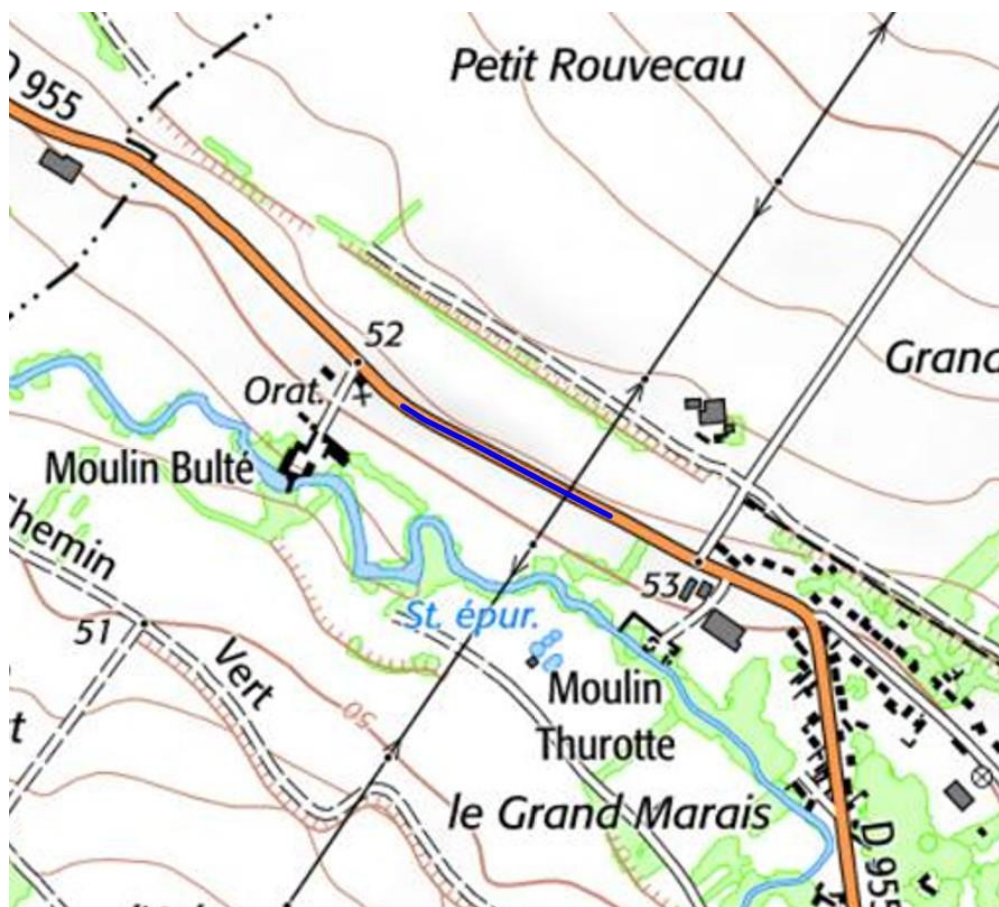 Petit Rouvecau
D 955
52
Grand
Orat.
Moulin Bulté
Chemin
53
St. épur.
51
Vert
Moulin
Thurotte
50
le Grand Marais
D 955